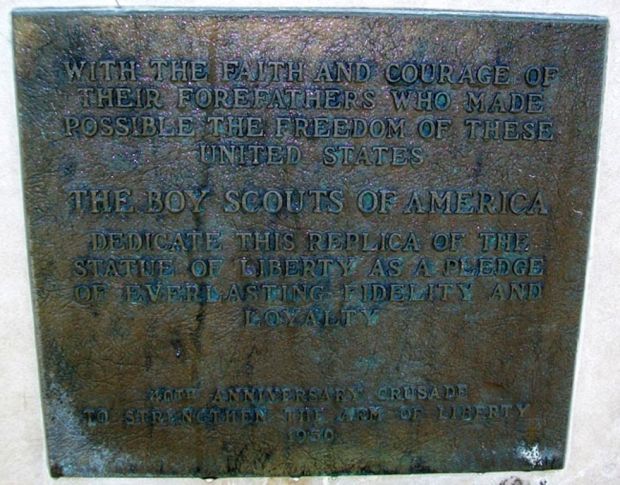 WITH THE FAITH AND COURAGE OF
THEIR FOREFATHERS WHO MADE
POSSIBLE THE FREEDOM OF THESE
UNITED STATES
THE BOY SCOUTS OF AMERICA
DEDICATE THIS REPLICA OF THE
STATUE OF LIBERTY AS A PLEDGE
OF EVERLASTING FIDELITY AND
LOYALTY
40TH ANNIVERSARY CRUSADE
TO STRENGTHEN THE ARM OF LIBERTY
1950